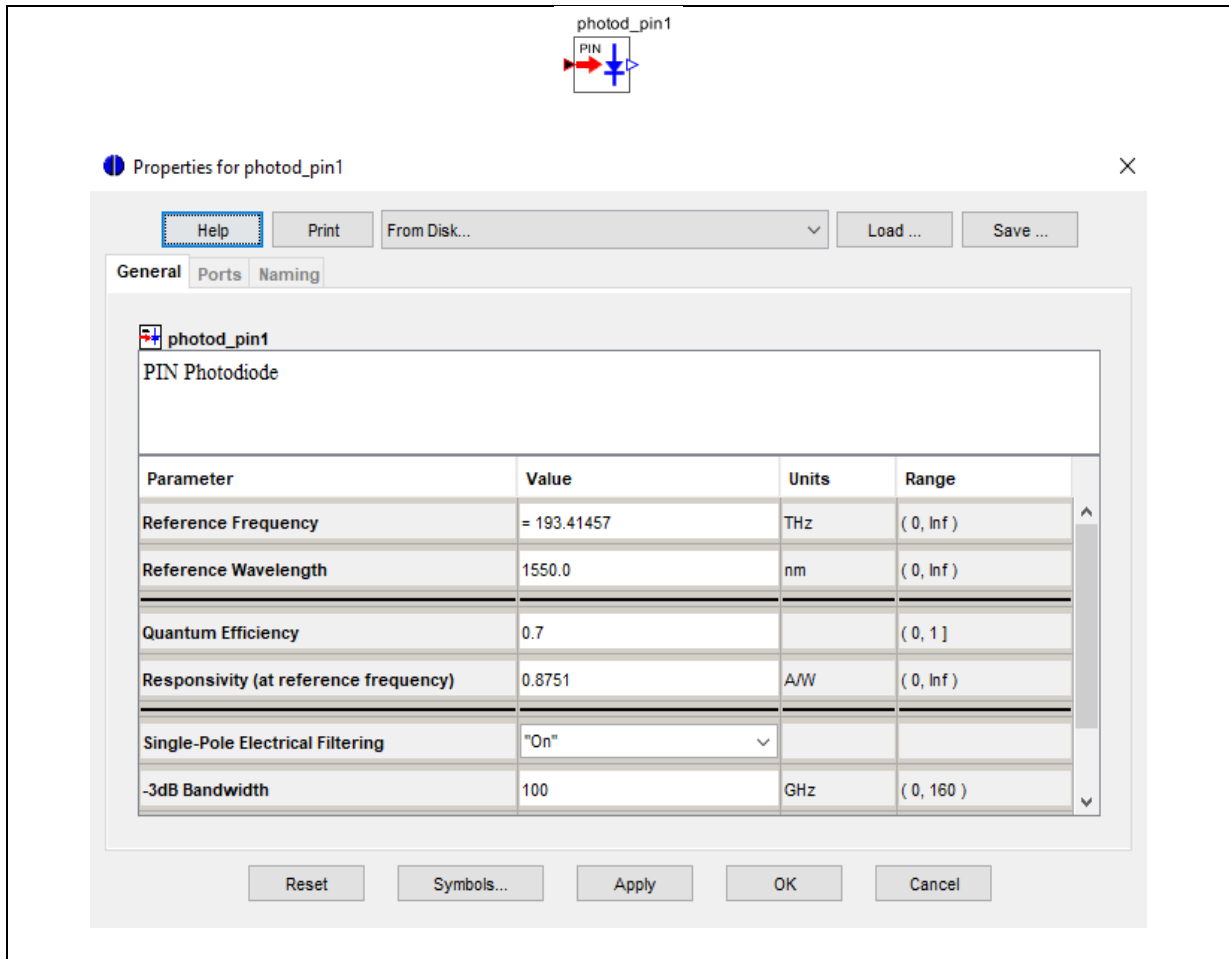 photod_pin1
PIN
Properties for photod_pin1
Help Print From Disk... Load ... Save ...
General Ports Naming
photod_pin1
PIN Photodiode
Parameter Value Units Range
Reference Frequency = 193.41457 THz ( 0, Inf )
Reference Wavelength 1550.0 nm ( 0, Inf )
Quantum Efficiency 0.7 ( 0, 1 ]
Responsivity (at reference frequency) 0.8751 A/W ( 0, Inf )
Single-Pole Electrical Filtering "On"
-3dB Bandwidth 100 GHz ( 0, 160 )
Reset Symbols... Apply OK Cancel